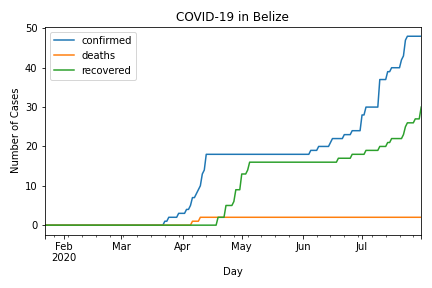 COVID-19 in Belize
confirmed
deaths
recovered
Number of Cases
50
40
30
20
10
0
Feb Mar Apr May Jun Jul
2020
Day